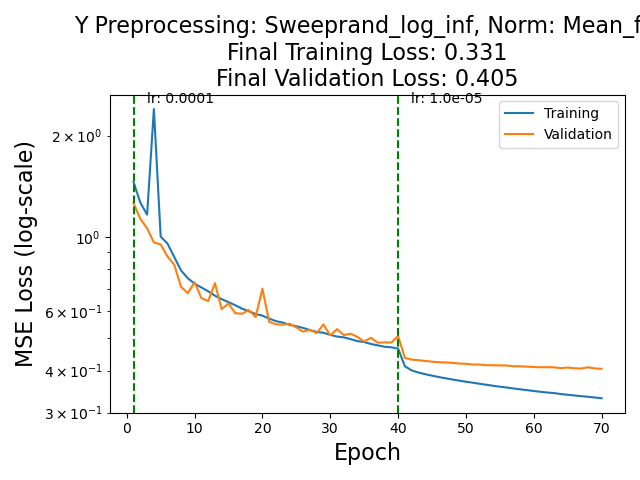 Y Preprocessing: Sweeprand_log_inf, Norm: Mean_f
Final Training Loss: 0.331
Final Validation Loss: 0.405
lr: 0.0001
lr: 1.0e-05
Training
Validation
MSE Loss (log-scale)
2 × 10⁰
10⁰
6 × 10⁻¹
4 × 10⁻¹
3 × 10⁻¹
0 10 20 30 40 50 60 70
Epoch